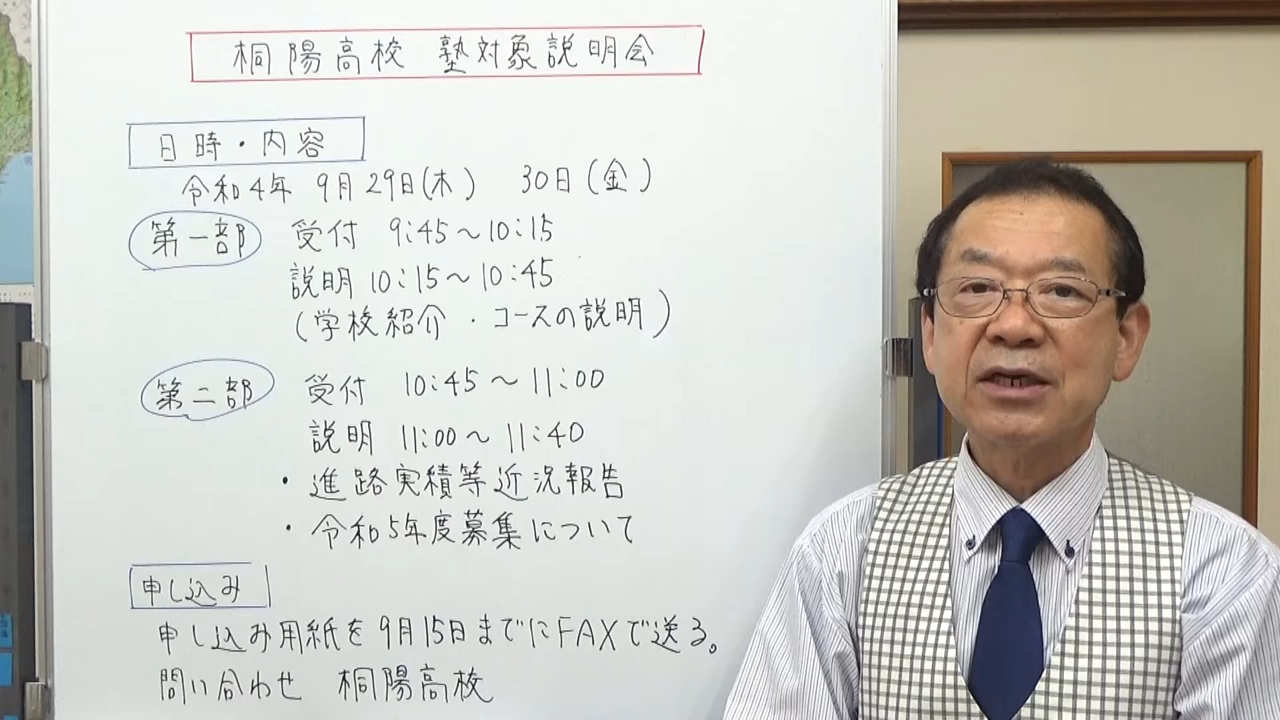 桐陽高校 塾対象説明会
日時・内容
令和4年 9月29日(木) 30日(金)
第一部 受付 9:45～10:15
説明 10:15～10:45
(学校紹介・コースの説明)
第二部 受付 10:45～11:00
説明 11:00～11:40
・進路実績等近況報告
・令和5年度募集について
申し込み
申し込み用紙を9月15日までにFAXで送る。
問い合わせ 桐陽高校